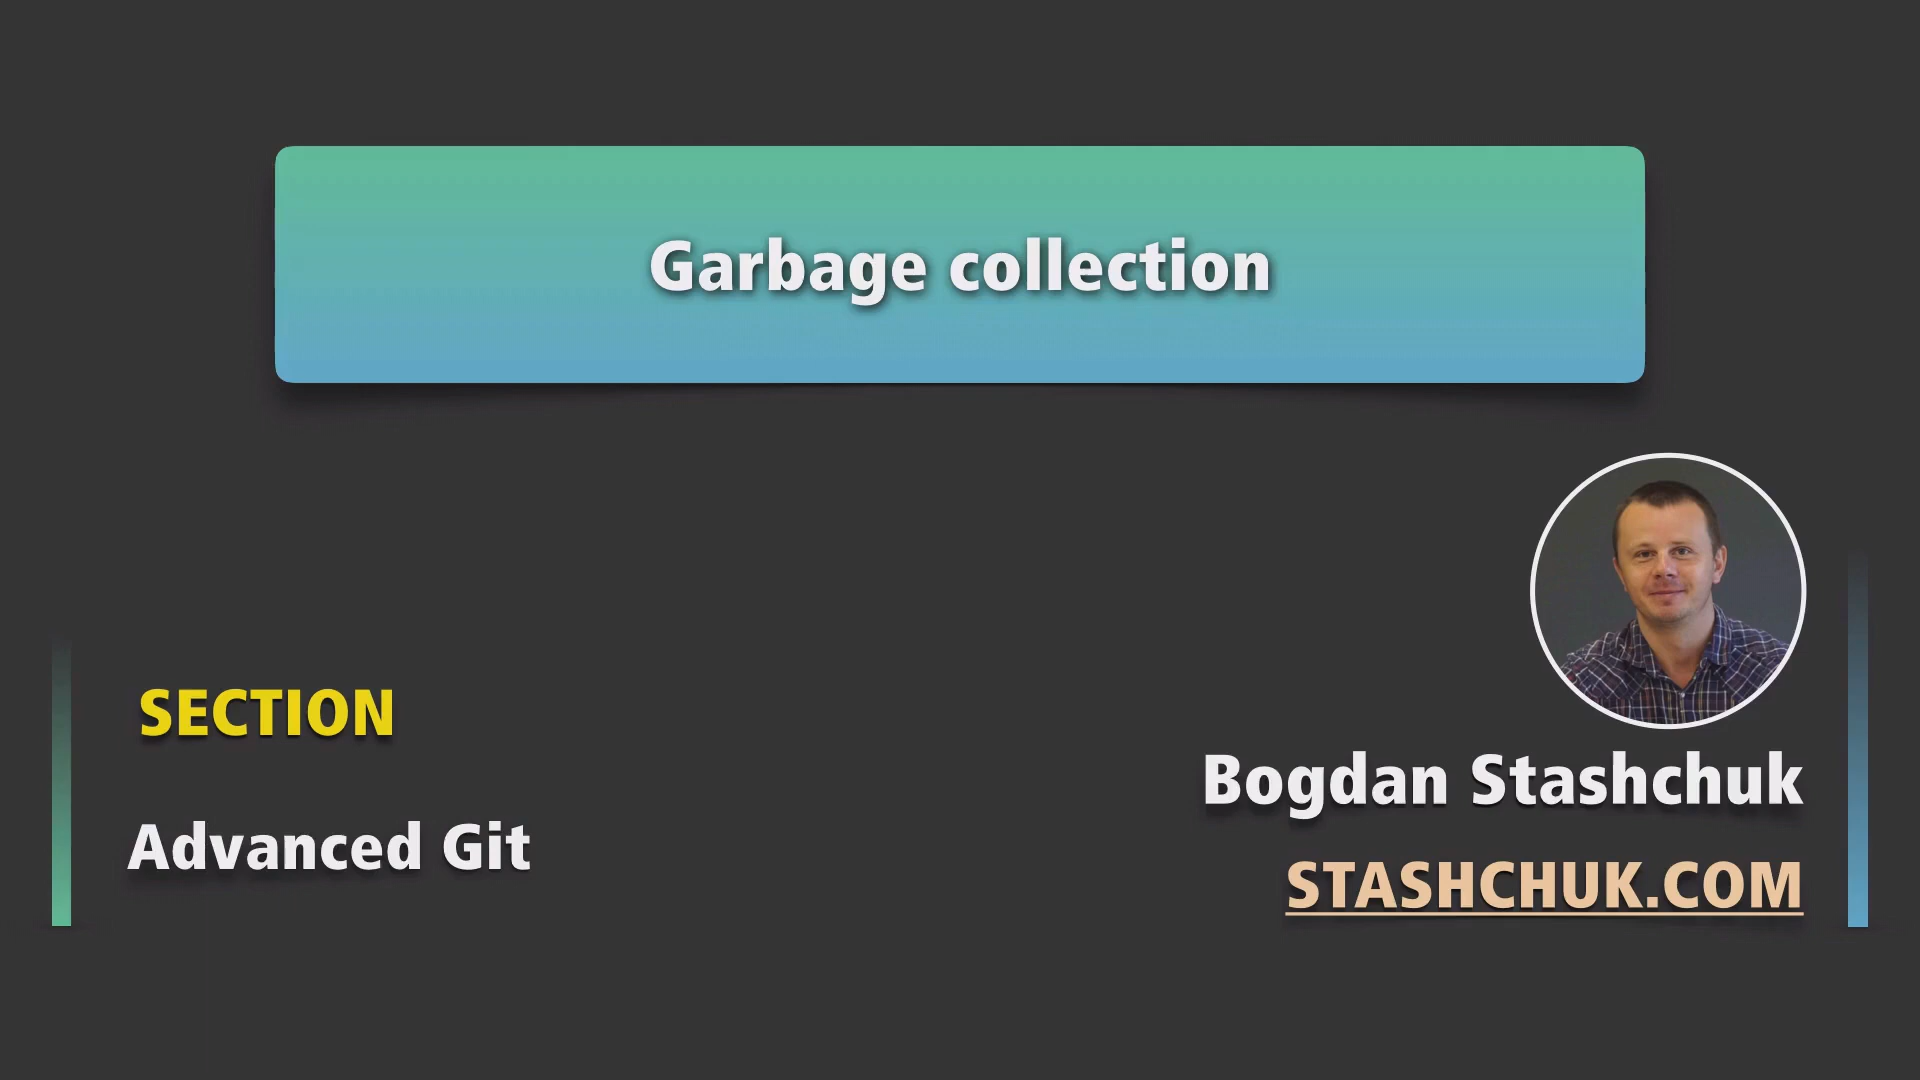 Garbage collection
SECTION
Advanced Git
Bogdan Stashchuk
STASHCHUK.COM